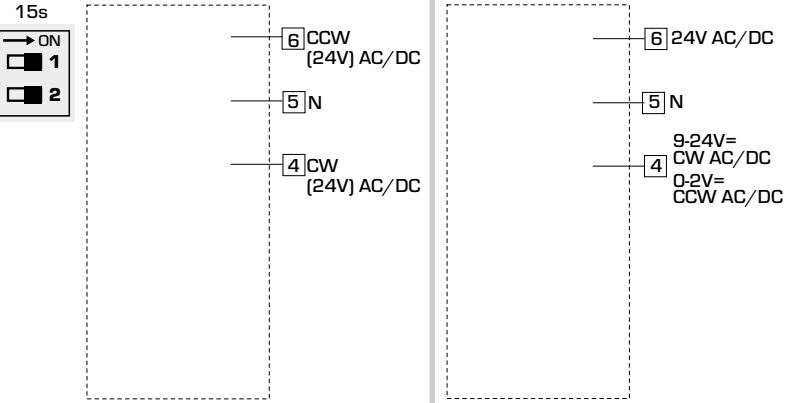 15s
ON
1
2
6 CCW
(24V) AC/DC
5 N
4 CW
(24V) AC/DC
6 24V AC/DC
5 N
4
9-24V=
CW AC/DC
0-2V=
CCW AC/DC